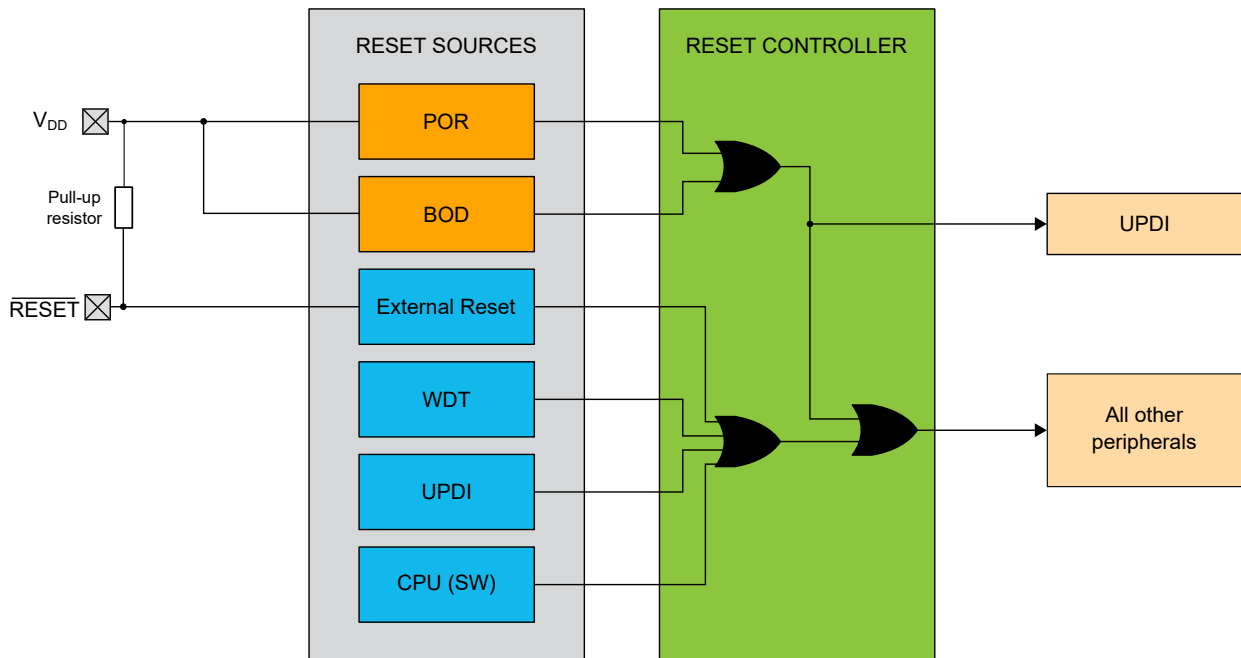 RESET SOURCES
RESET CONTROLLER
V_DD
POR
Pull-up
resistor
BOD
UPDI
RESET
External Reset
WDT
All other
peripherals
UPDI
CPU (SW)